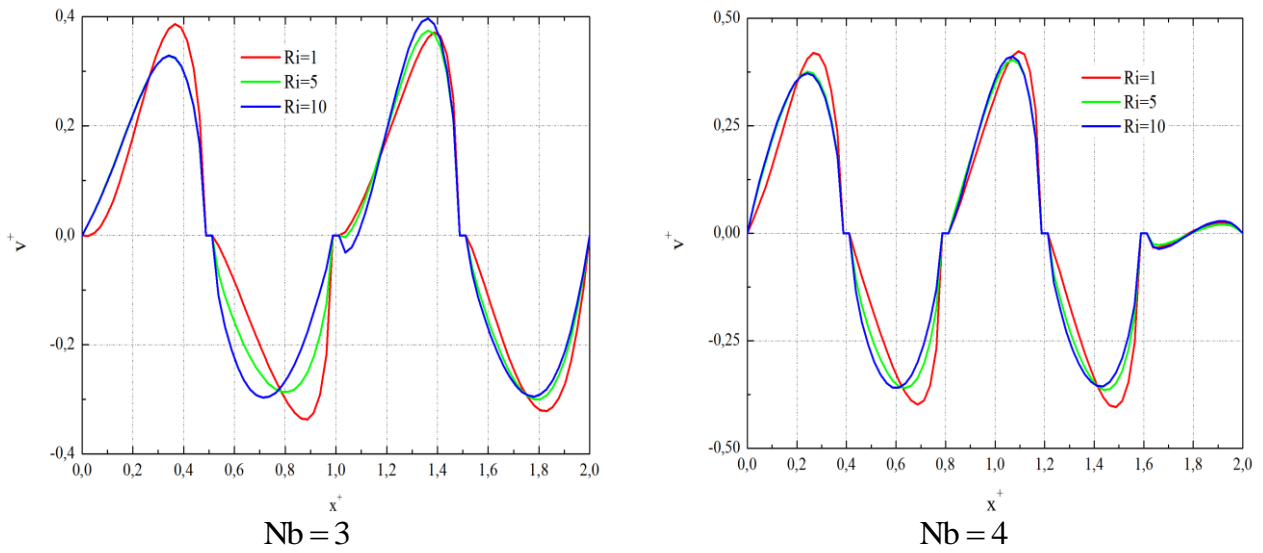 0,4
0,2
0,0
-0,2
-0,4
v+
Ri=1
Ri=5
Ri=10
0,0 0,2 0,4 0,6 0,8 1,0 1,2 1,4 1,6 1,8 2,0
x+
Nb = 3
0,50
0,25
0,00
-0,25
-0,50
v+
Ri=1
Ri=5
Ri=10
0,0 0,2 0,4 0,6 0,8 1,0 1,2 1,4 1,6 1,8 2,0
x+
Nb = 4